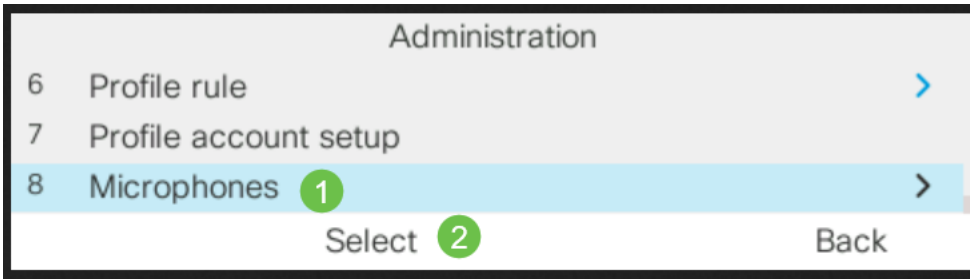 Administration
6 Profile rule >
7 Profile account setup
8 Microphones 1 >
Select 2 Back